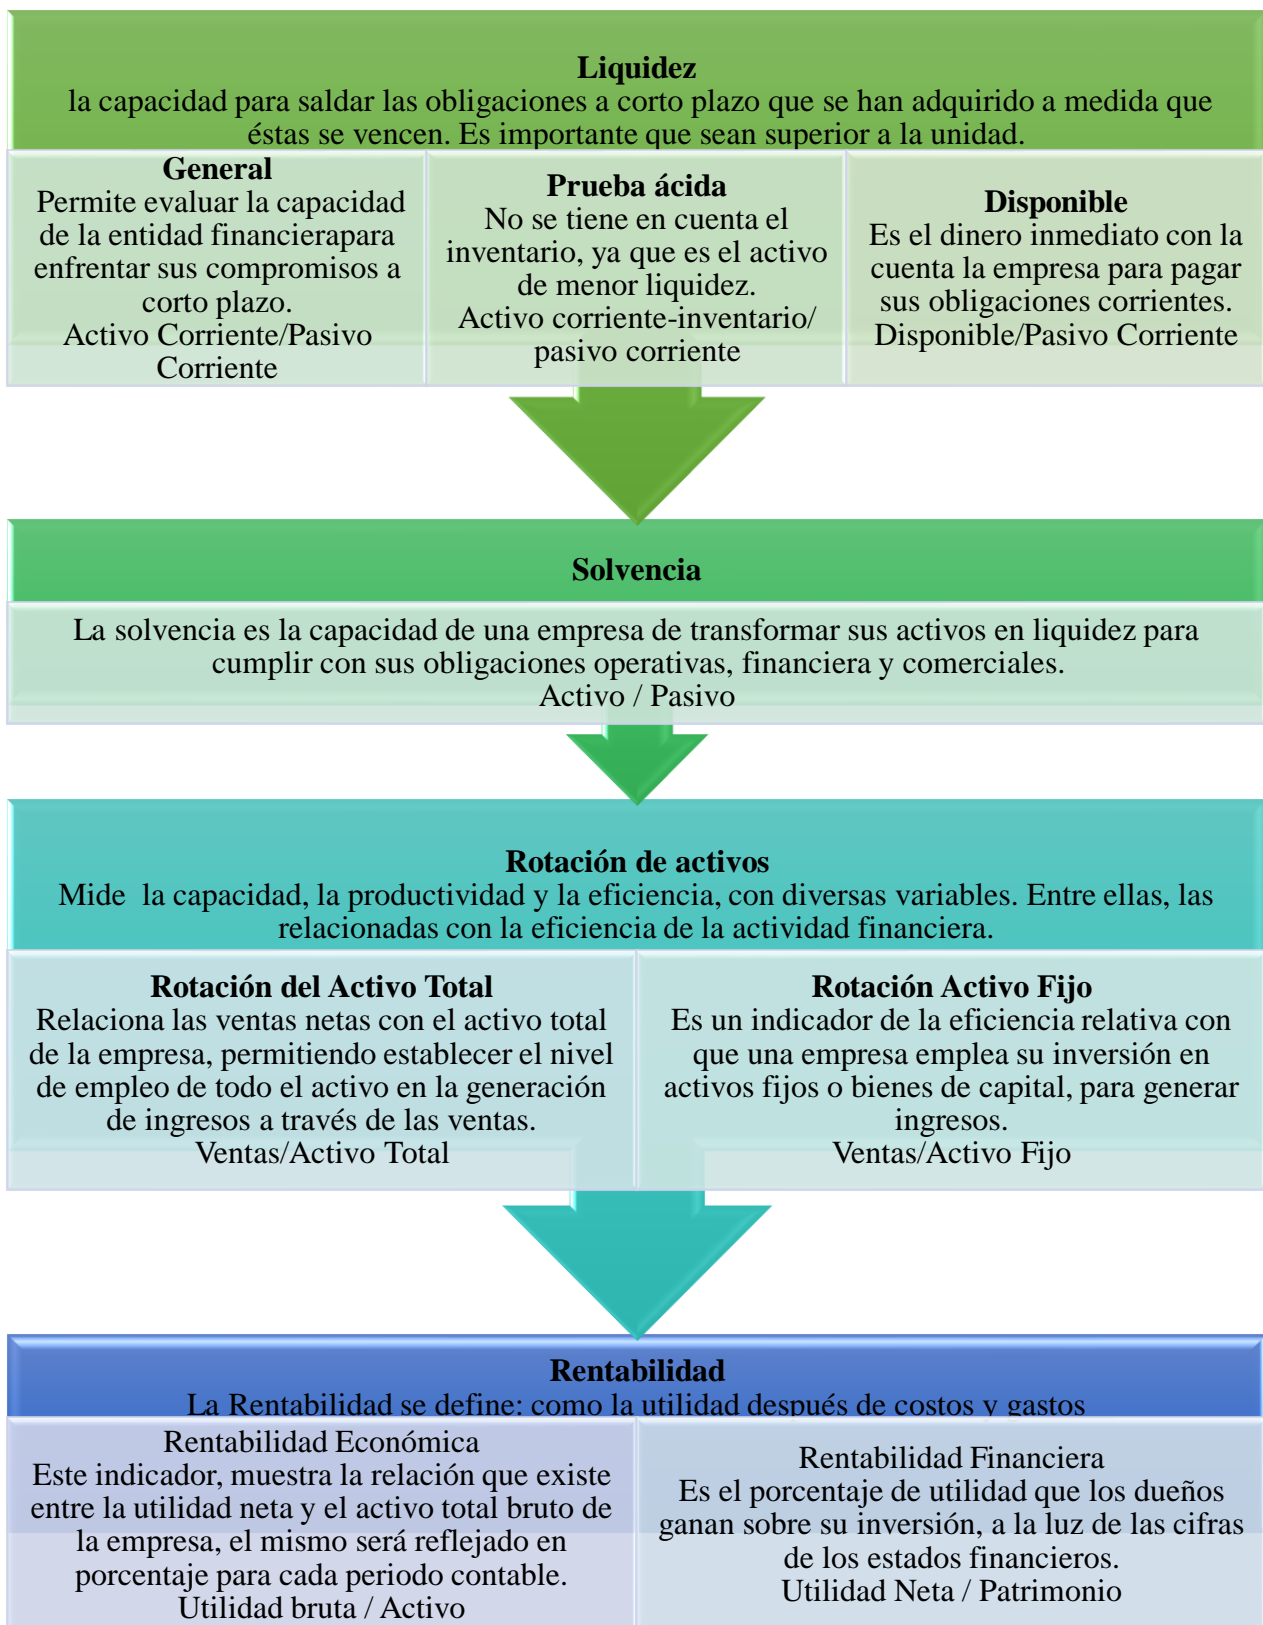 Liquidez
la capacidad para saldar las obligaciones a corto plazo que se han adquirido a medida que
éstas se vencen. Es importante que sean superior a la unidad.
General
Permite evaluar la capacidad
de la entidad financierapara
enfrentar sus compromisos a
corto plazo.
Activo Corriente/Pasivo
Corriente
Prueba ácida
No se tiene en cuenta el
inventario, ya que es el activo
de menor liquidez.
Activo corriente-inventario/
pasivo corriente
Disponible
Es el dinero inmediato con la
cuenta la empresa para pagar
sus obligaciones corrientes.
Disponible/Pasivo Corriente
Solvencia
La solvencia es la capacidad de una empresa de transformar sus activos en liquidez para
cumplir con sus obligaciones operativas, financiera y comerciales.
Activo / Pasivo
Rotación de activos
Mide la capacidad, la productividad y la eficiencia, con diversas variables. Entre ellas, las
relacionadas con la eficiencia de la actividad financiera.
Rotación del Activo Total
Relaciona las ventas netas con el activo total
de la empresa, permitiendo establecer el nivel
de empleo de todo el activo en la generación
de ingresos a través de las ventas.
Ventas/Activo Total
Rotación Activo Fijo
Es un indicador de la eficiencia relativa con
que una empresa emplea su inversión en
activos fijos o bienes de capital, para generar
ingresos.
Ventas/Activo Fijo
Rentabilidad
La Rentabilidad se define: como la utilidad después de costos y gastos
Rentabilidad Económica
Este indicador, muestra la relación que existe
entre la utilidad neta y el activo total bruto de
la empresa, el mismo será reflejado en
porcentaje para cada periodo contable.
Utilidad bruta / Activo
Rentabilidad Financiera
Es el porcentaje de utilidad que los dueños
ganan sobre su inversión, a la luz de las cifras
de los estados financieros.
Utilidad Neta / Patrimonio